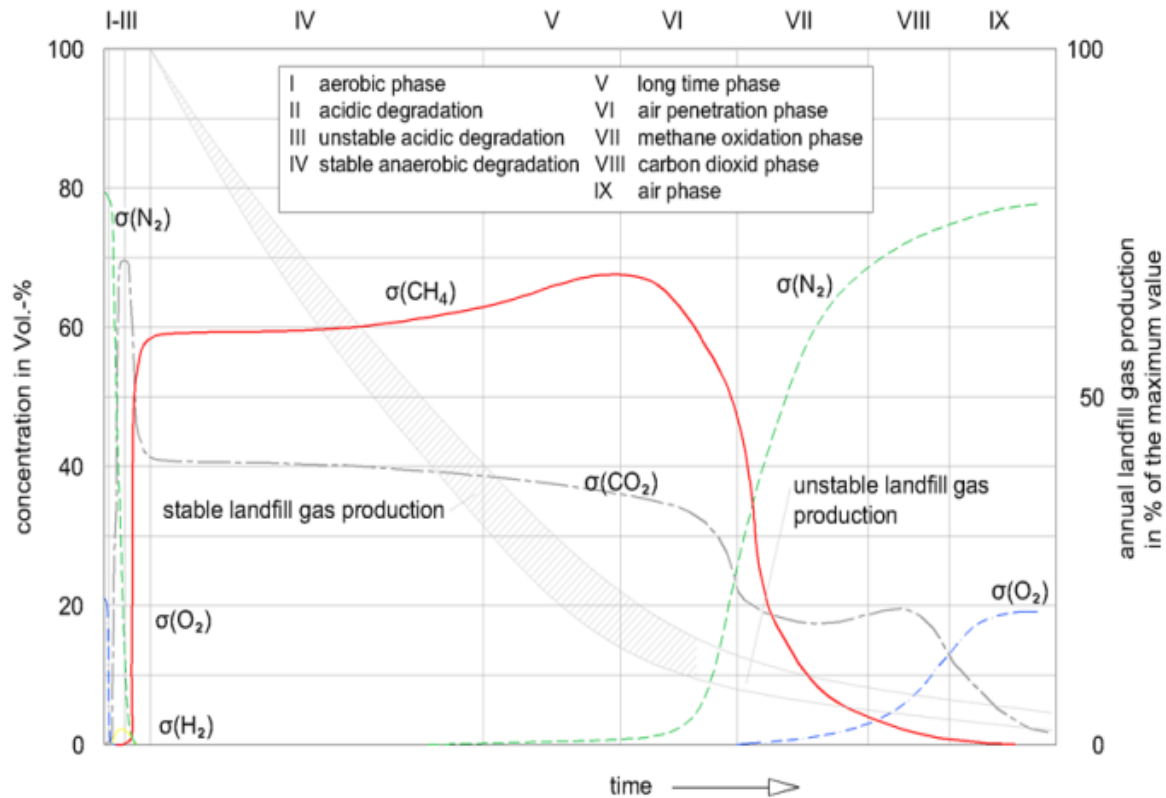 I-III IV V VI VII VIII IX
100
80
60
40
20
0
100
50
0
concentration in Vol.-%
annual landfill gas production
in % of the maximum value
I aerobic phase
II acidic degradation
III unstable acidic degradation
IV stable anaerobic degradation
V long time phase
VI air penetration phase
VII methane oxidation phase
VIII carbon dioxid phase
IX air phase
σ(N₂)
σ(CH₄)
σ(N₂)
σ(CO₂)
unstable landfill gas
production
stable landfill gas production
σ(O₂)
σ(O₂)
σ(H₂)
time